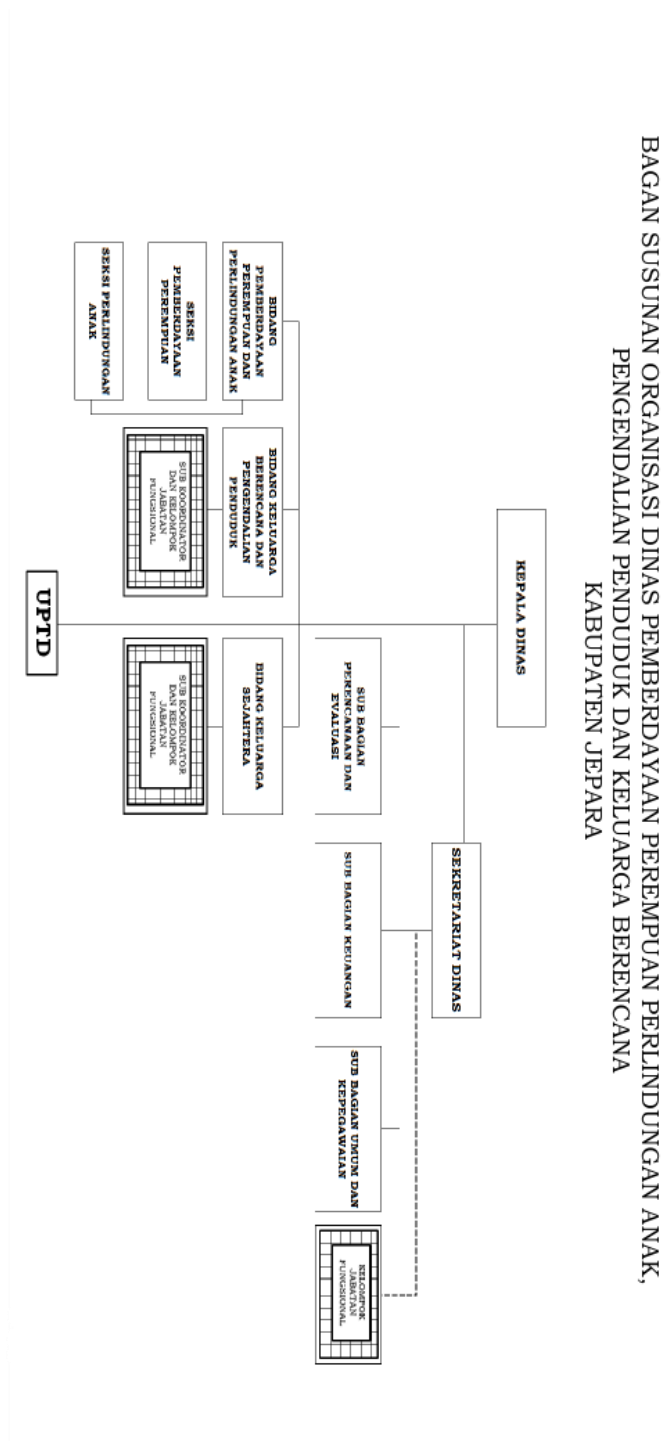 BAGAN SUSUNAN ORGANISASI DINAS PEMBERDAYAAN PEREMPUAN PERLINDUNGAN ANAK,
PENGENDALIAN PENDUDUK DAN KELUARGA BERENCANA
KABUPATEN JEPARA
KEPALA DINAS
SEKRETARIAT DINAS
SUB BAGIAN
PERENCANAAN DAN
EVALUASI
SUB BAGIAN KEUANGAN
SUB BAGIAN UMUM DAN
KEPEGAWAIAN
KELOMPOK
JABATAN
FUNGSIONAL
BIDANG
PEMBERDAYAAN
PEREMPUAN DAN
PERLINDUNGAN ANAK
SEKSI
PEMBERDAYAAN
PEREMPUAN
SEKSI PERLINDUNGAN
ANAK
BIDANG KELUARGA
BERENCANA DAN
PENGENDALIAN
PENDUDUK
SUB KOORDINATOR
DAN KELOMPOK
JABATAN
FUNGSIONAL
BIDANG KELUARGA
SEJAHTERA
SUB KOORDINATOR
DAN KELOMPOK
JABATAN
FUNGSIONAL
UPTD